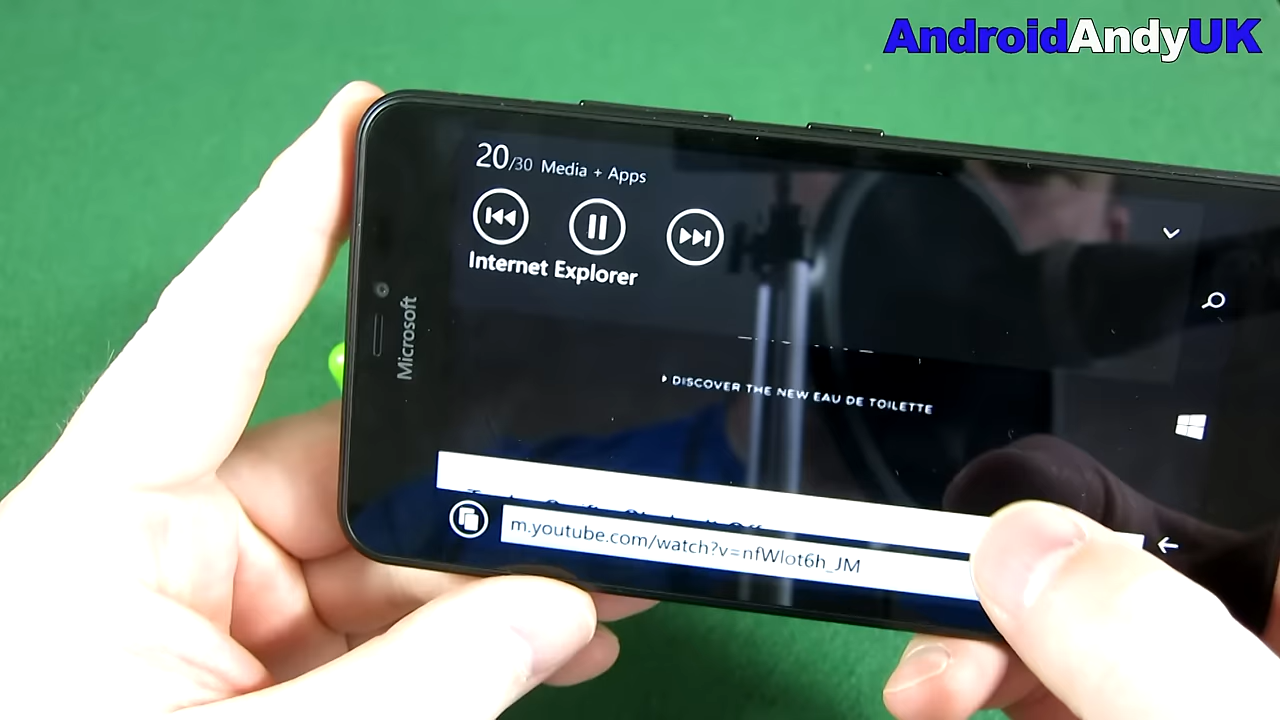 AndroidAndyUK
20/30 Media + Apps
Internet Explorer
DISCOVER THE NEW EAU DE TOILETTE
m.youtube.com/watch?v=nfWlot6h_JM
Microsoft